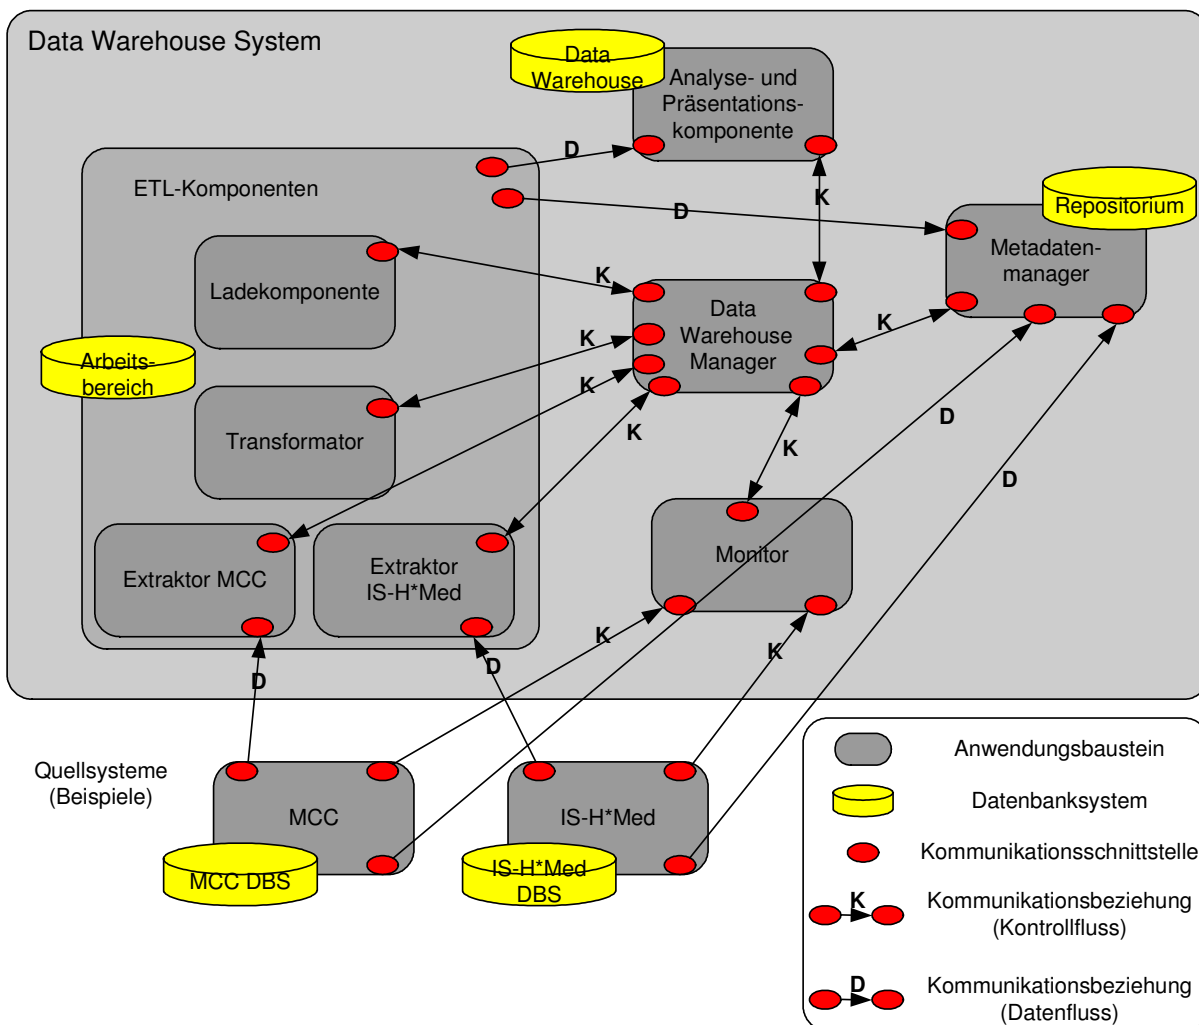 Data Warehouse System
Data
Warehouse
Analyse- und
Präsentations-
komponente
D
K
ETL-Komponenten
D
Repositorium
Metadaten-
manager
Ladekomponente
K
Data
Warehouse
Manager
K
K
Arbeits-
bereich
K
Transformator
K
D
K
D
Extraktor MCC
Extraktor
IS-H*Med
Monitor
K
K
D
D
Quellsysteme
(Beispiele)
MCC
IS-H*Med
MCC DBS
IS-H*Med
DBS
Anwendungsbaustein
Datenbanksystem
Kommunikationsschnittstelle
K
Kommunikationsbeziehung
(Kontrollfluss)
D
Kommunikationsbeziehung
(Datenfluss)